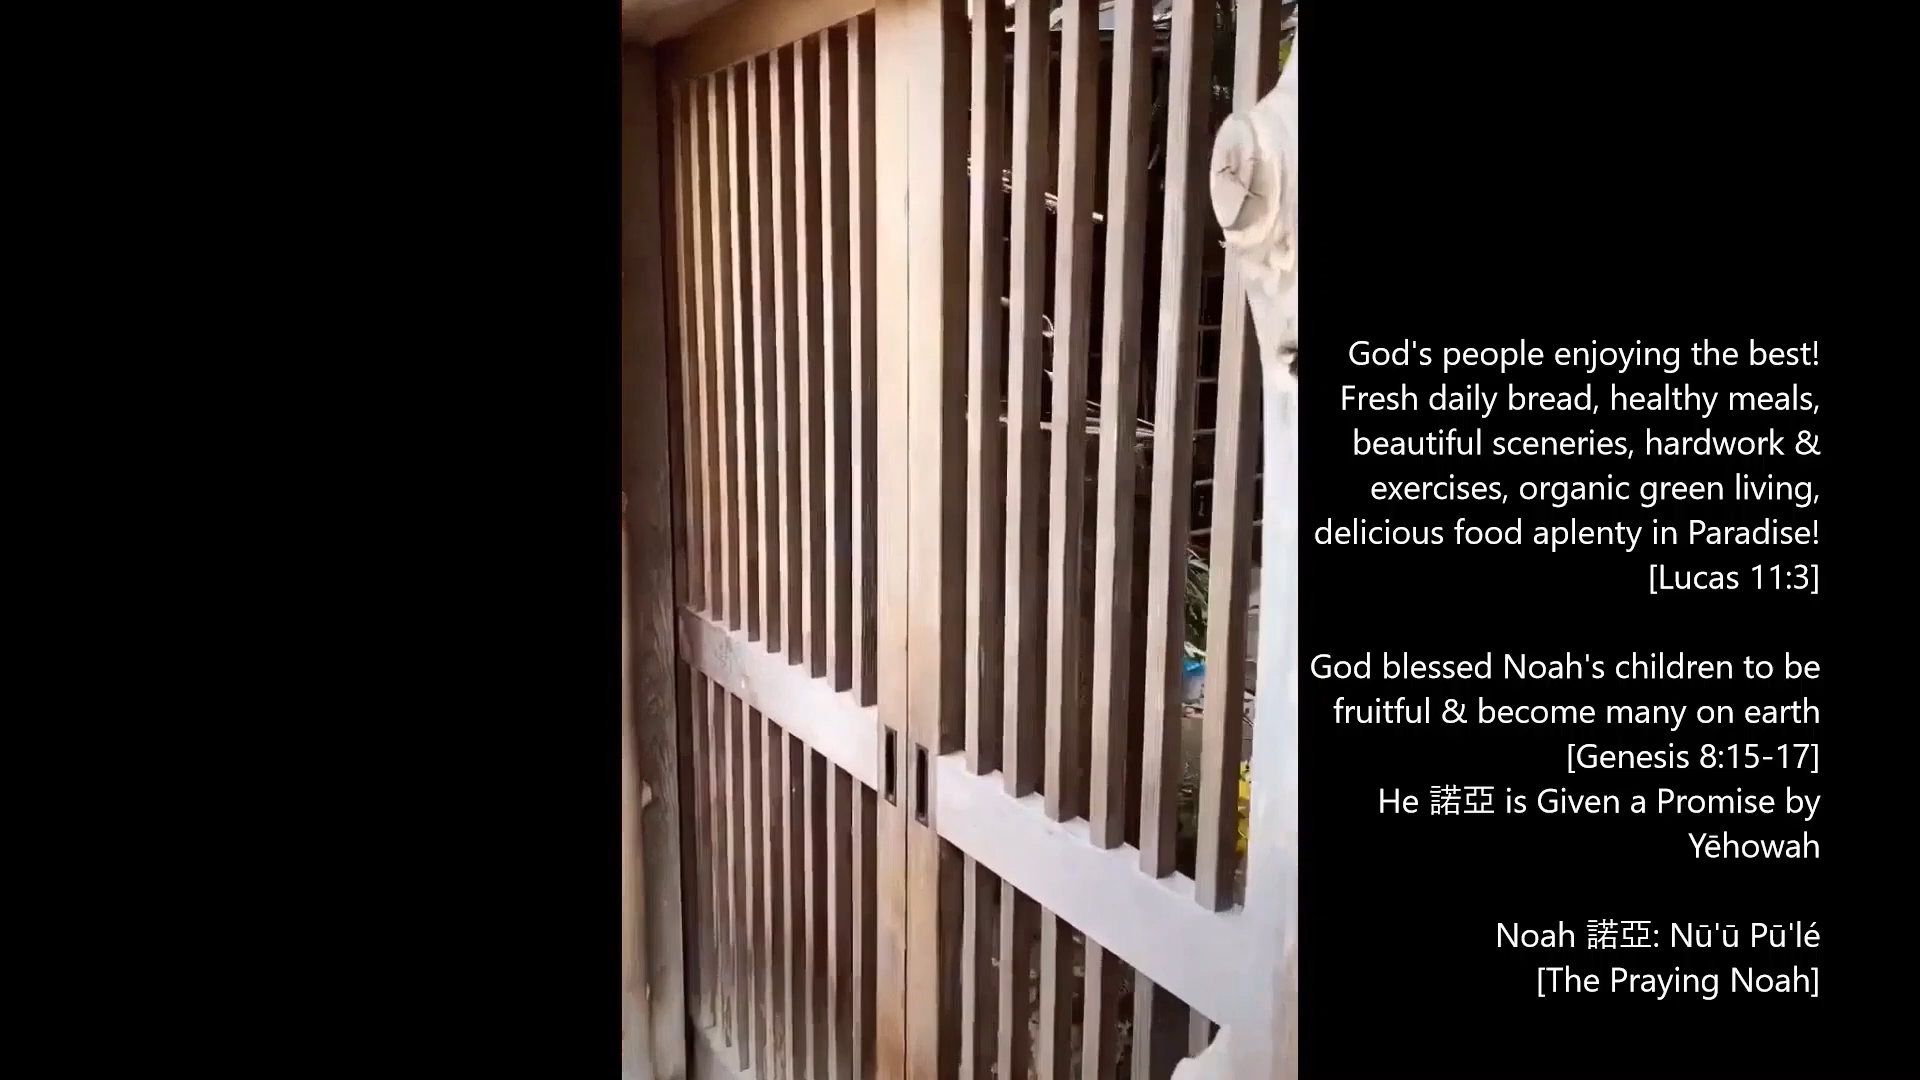 God's people enjoying the best!
Fresh daily bread, healthy meals,
beautiful sceneries, hardwork &
exercises, organic green living,
delicious food aplenty in Paradise!
[Lucas 11:3]
God blessed Noah's children to be
fruitful & become many on earth
[Genesis 8:15-17]
He 諾亞 is Given a Promise by
Yēhowah
Noah 諾亞: Nū'ū Pū'lé
[The Praying Noah]